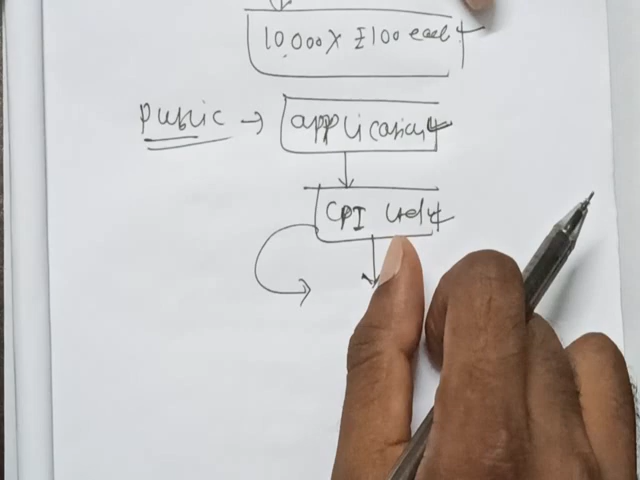 10.000 X £100 each
Public → application
CPI Ltd